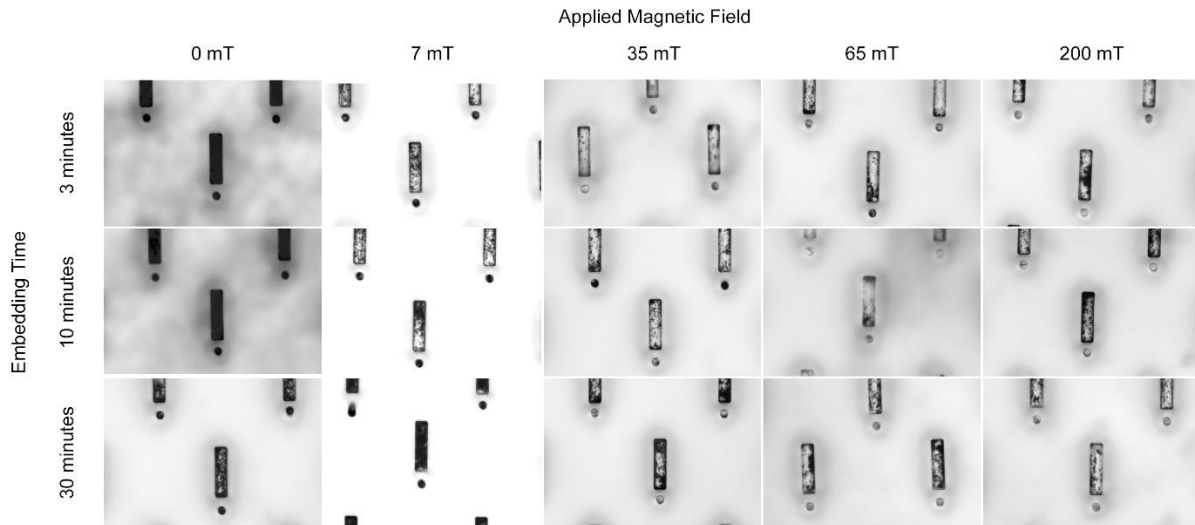 Applied Magnetic Field
0 mT
7 mT
35 mT
65 mT
200 mT
Embedding Time
3 minutes
10 minutes
30 minutes